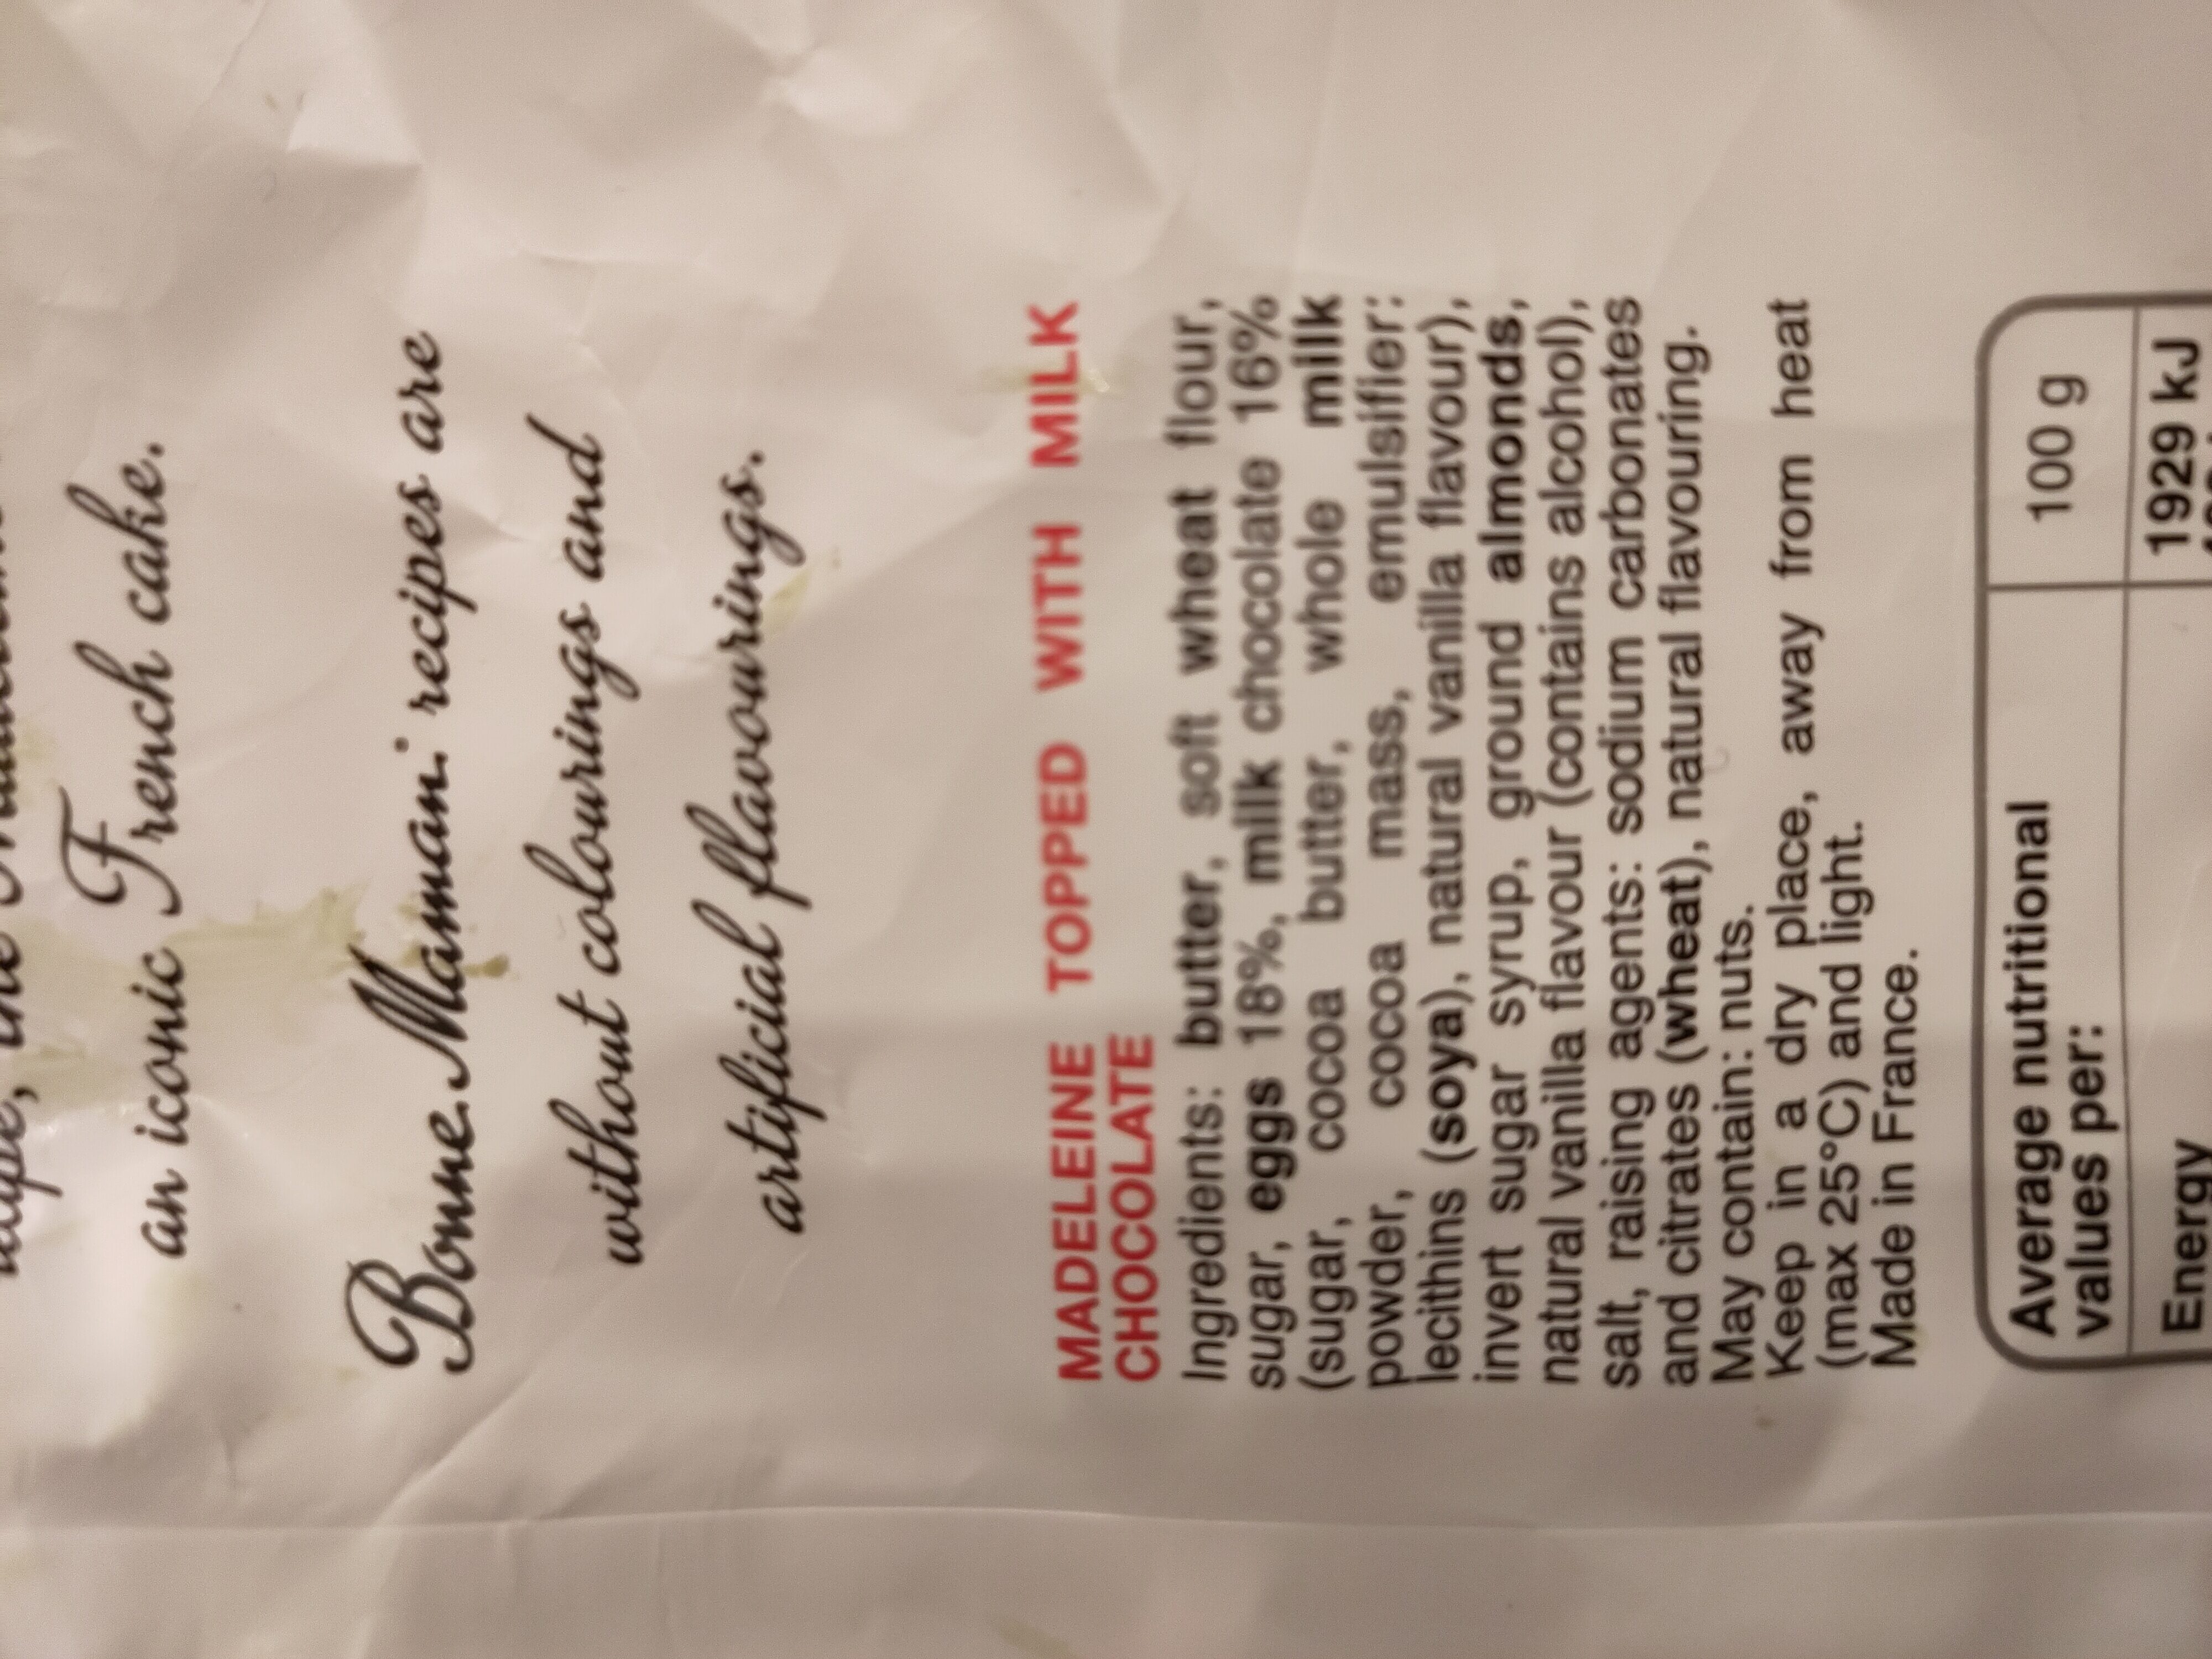 an iconic French cake.
Bonne Maman: recipes are
without colourings and
artificial flavourings.
MADELEINE TOPPED WITH MILK
CHOCOLATE
Ingredients: butter, soft wheat flour,
sugar, eggs 18%, milk chocolate 16%
(sugar, cocoa butter, whole milk
powder, cocoa mass, emulsifier:
lecithins (soya), natural vanilla flavour),
invert sugar syrup, ground almonds,
natural vanilla flavour (contains alcohol),
salt, raising agents: sodium carbonates
and citrates (wheat), natural flavouring.
May contain: nuts.
Keep in a dry place, away from heat
(max 25°C) and light.
Made in France.
Average nutritional 100 g
values per:
Energy 1929 kJ